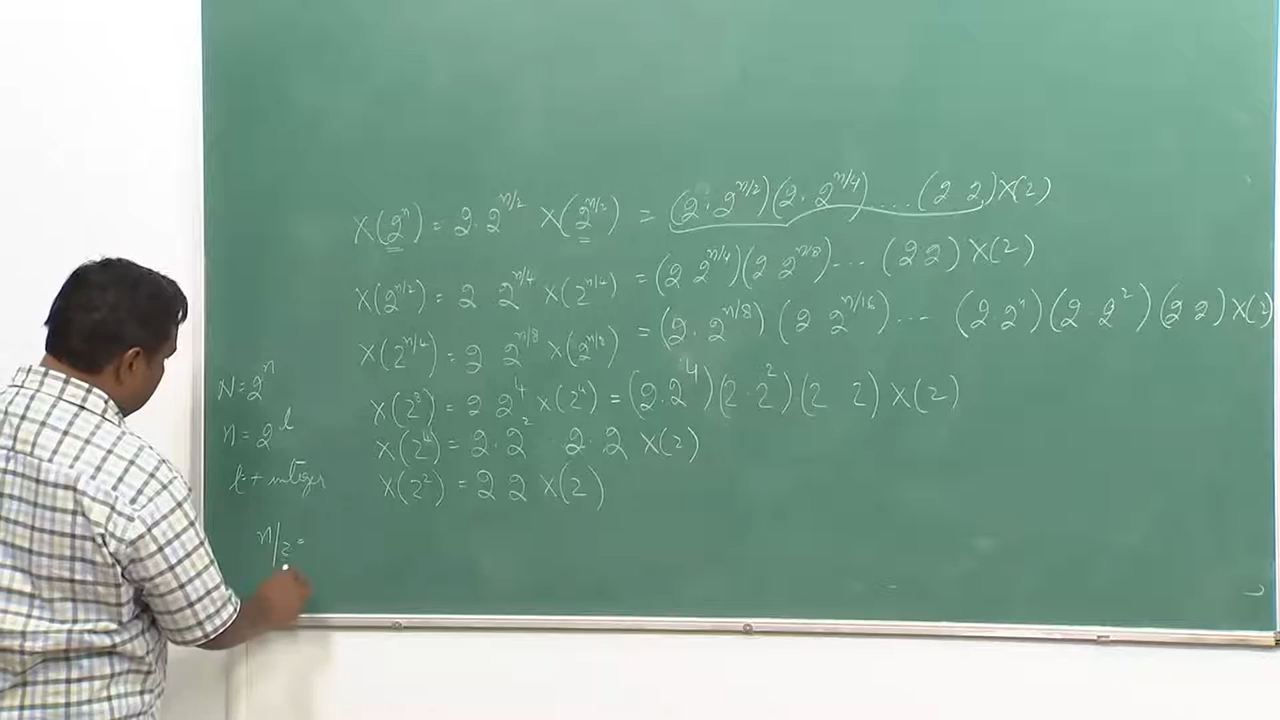 X(2^n) = 2 · 2^{n/2} X(2^{n/2}) = (2 · 2^{n/2})(2 · 2^{n/4}) .... (2 2) X(2)
X(2^{n/2}) = 2 2^{n/4} X(2^{n/4}) = (2 2^{n/4})(2 2^{n/8}) ... (2 2) X(2)
X(2^{n/4}) = 2 2^{n/8} X(2^{n/8}) = (2 · 2^{n/8})(2 2^{n/16}) ... (2 · 2^4)(2 · 2^2)(2 2) X(2)
N = 2^n
X(2^8) = 2 2^4 X(2^4) = (2 · 2^4)(2 · 2^2)(2 2) X(2)
n = 2^l
X(2^4) = 2 · 2^2 · 2 · 2 X(2)
l + integer
X(2^2) = 2 2 X(2)
n/2 =